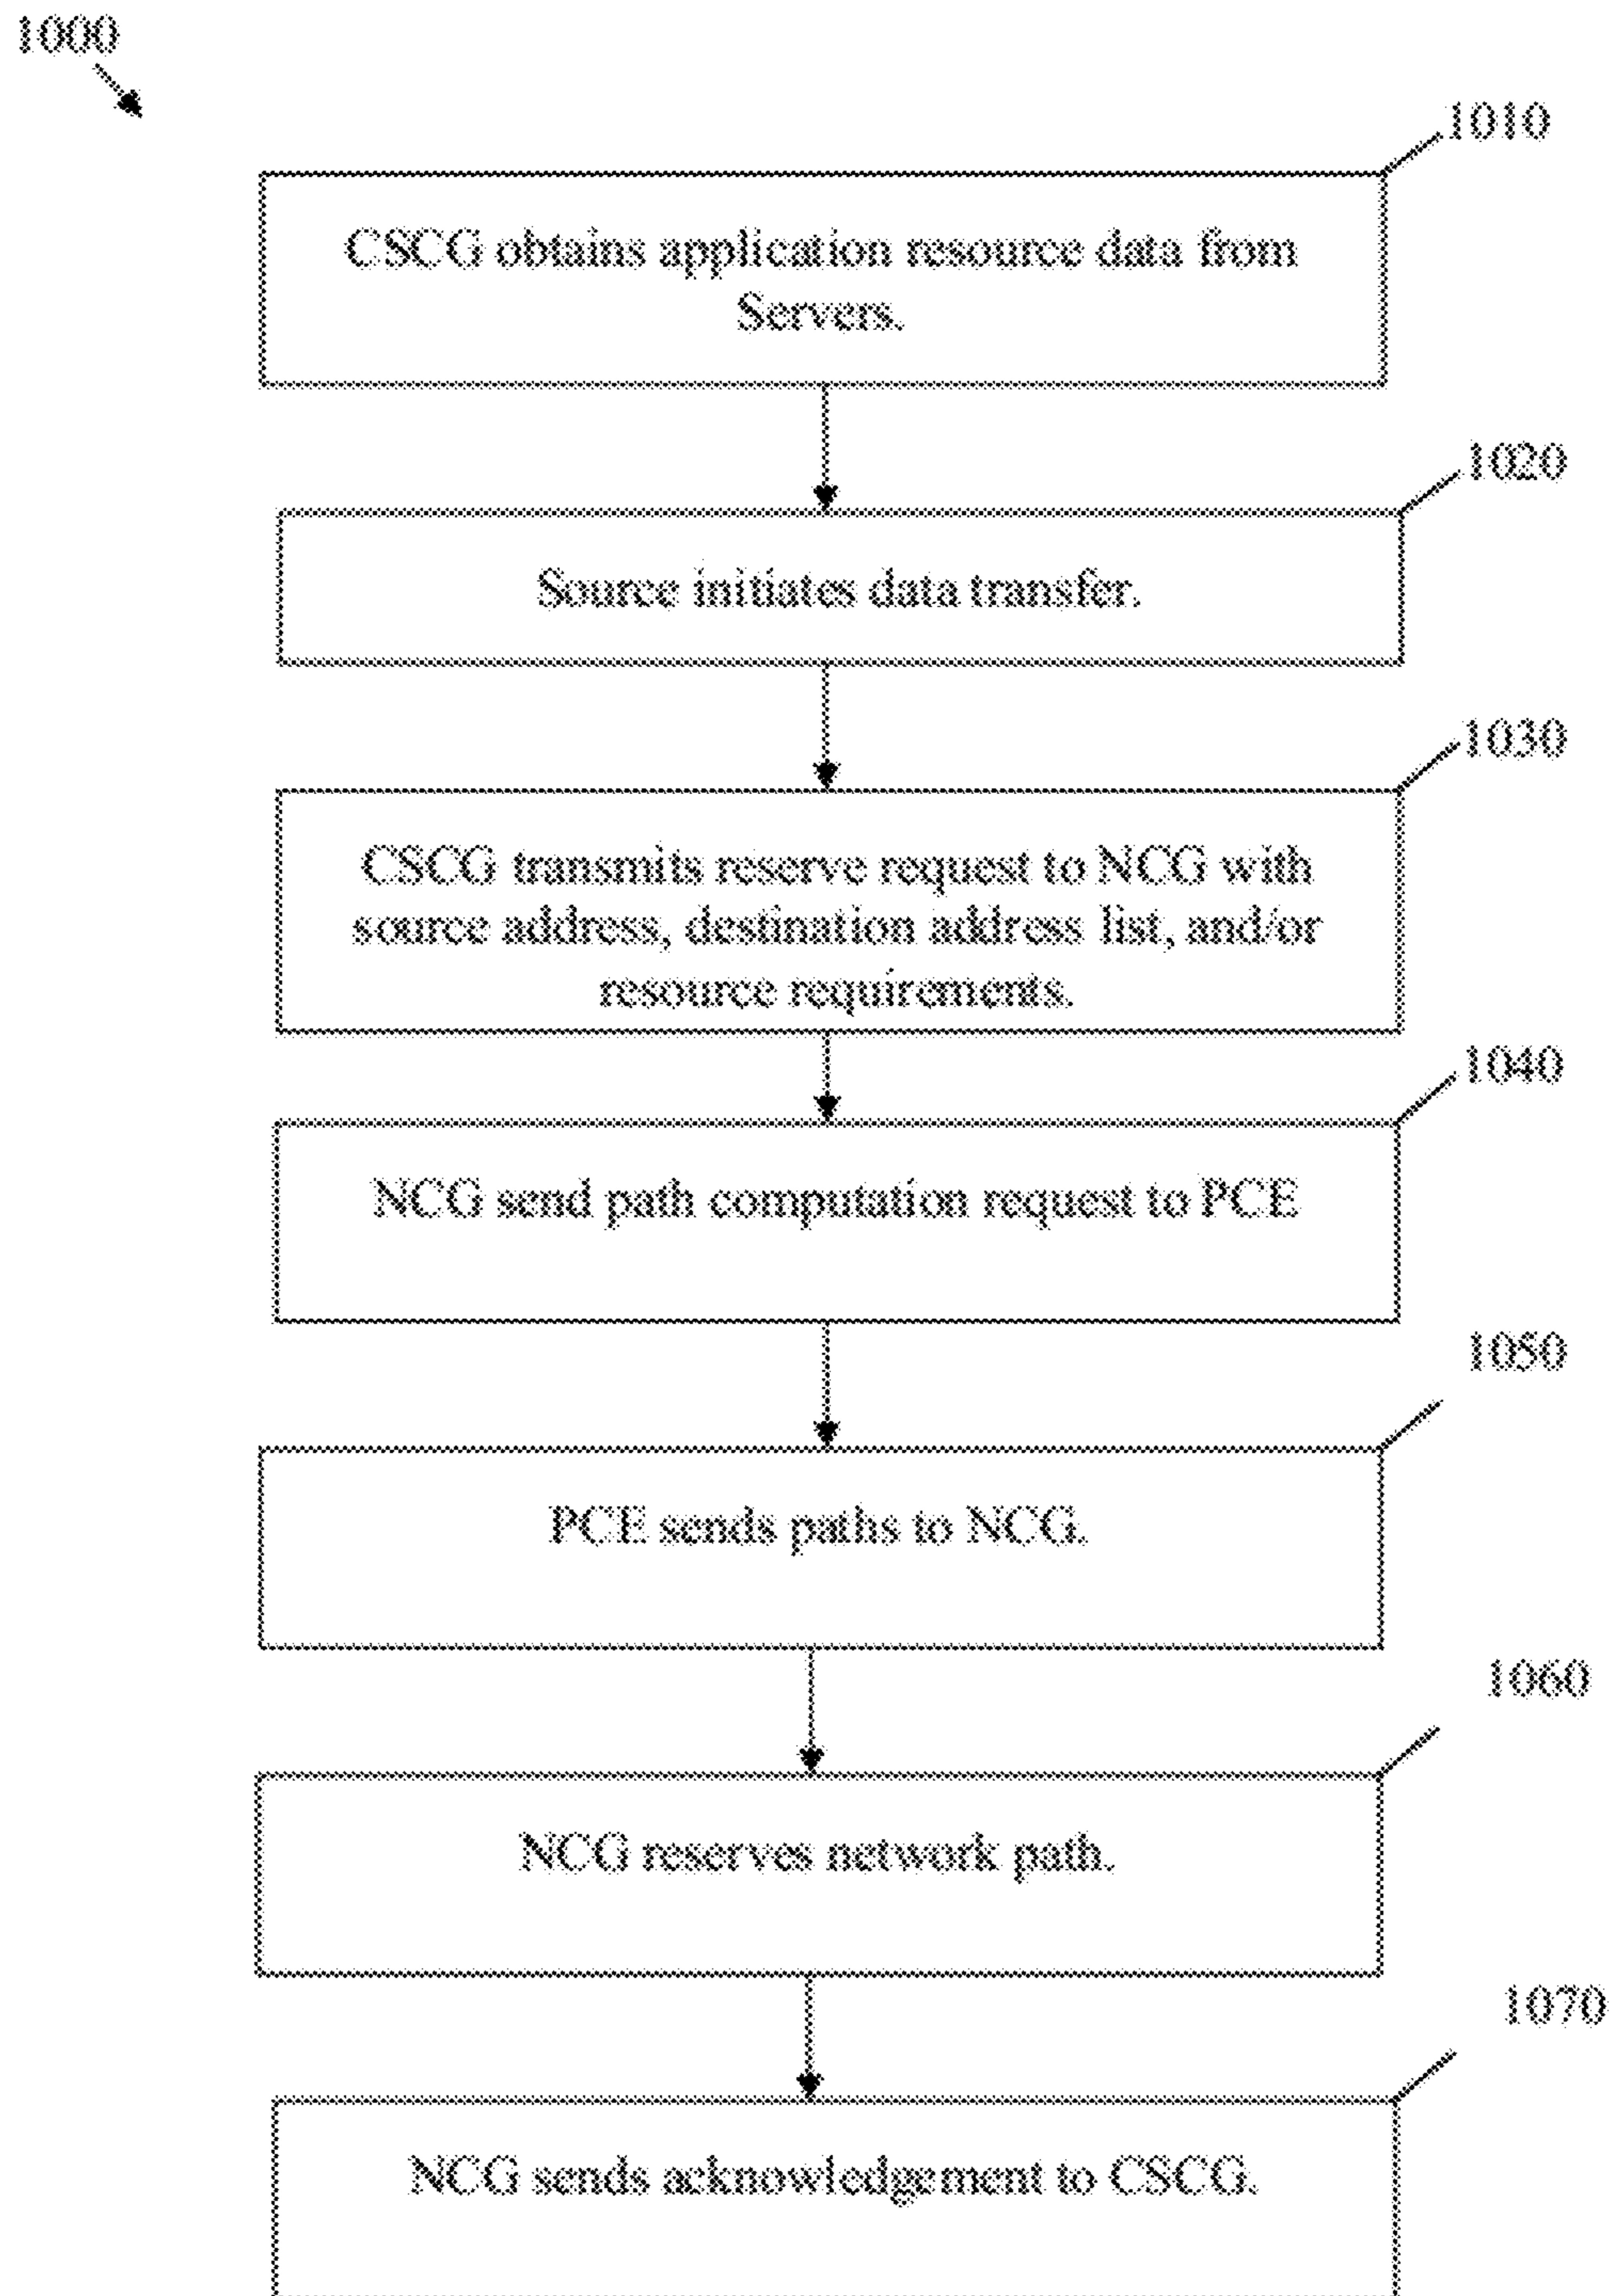 1000
1010
CSCG obtains application resource data from
Servers.
1020
Source initiates data transfer.
1030
CSCG transmits reserve request to NCG with
source address, destination address list, and/or
resource requirements.
1040
NCG send path computation request to PCE
1050
PCE sends paths to NCG.
1060
NCG reserves network path.
1070
NCG sends acknowledgement to CSCG.